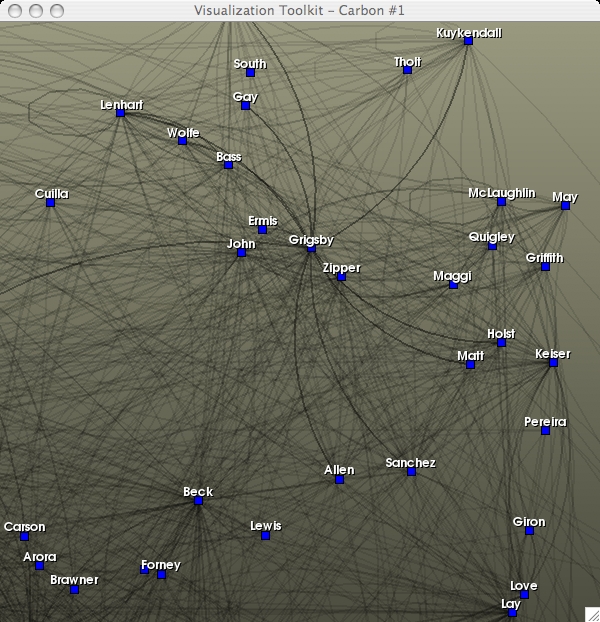 Visualization Toolkit - Carbon #1
Kuykendall
South
Tholt
Gay
Lenhart
Wolfe
Bass
Cuilla
McLaughlin
May
Ermis
John
Grigsby
Quigley
Zipper
Maggi
Griffith
Holst
Matt
Keiser
Pereira
Allen
Sanchez
Beck
Lewis
Giron
Carson
Arora
Forney
Brawner
Love
Lay